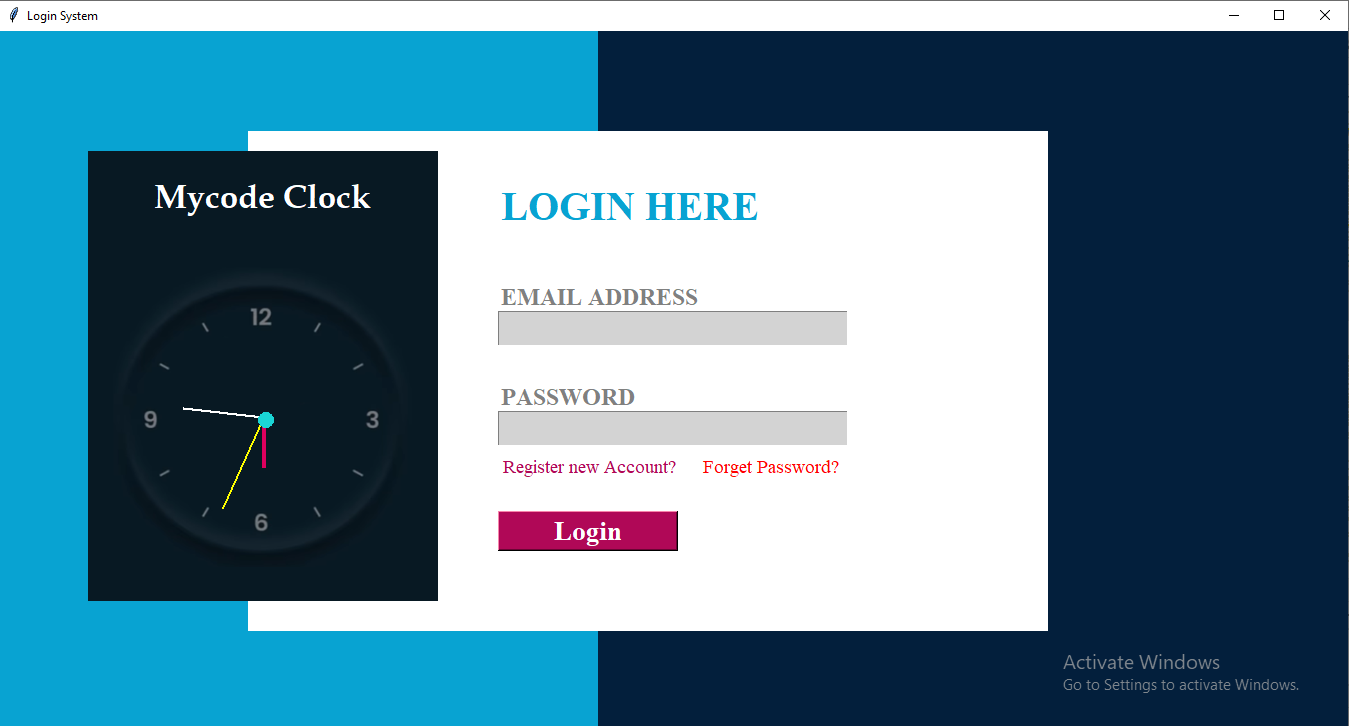 Login System
Mycode Clock
12
9
3
6
LOGIN HERE
EMAIL ADDRESS
PASSWORD
Register new Account? Forget Password?
Login
Activate Windows
Go to Settings to activate Windows.